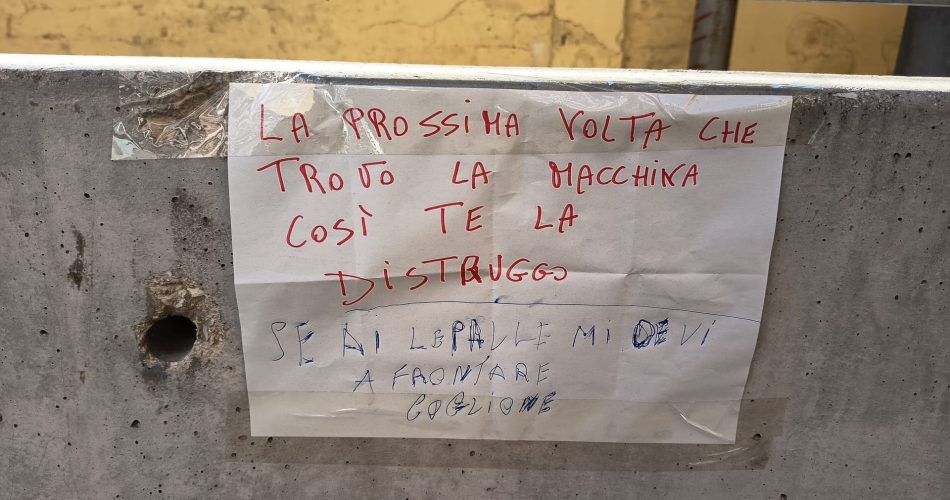 LA PROSSIMA VOLTA CHE
TROVO LA MACCHINA
COSÌ TE LA
DISTRUGGO
SE AI LE PALLE MI DEVI
AFRONTARE
COGLIONE